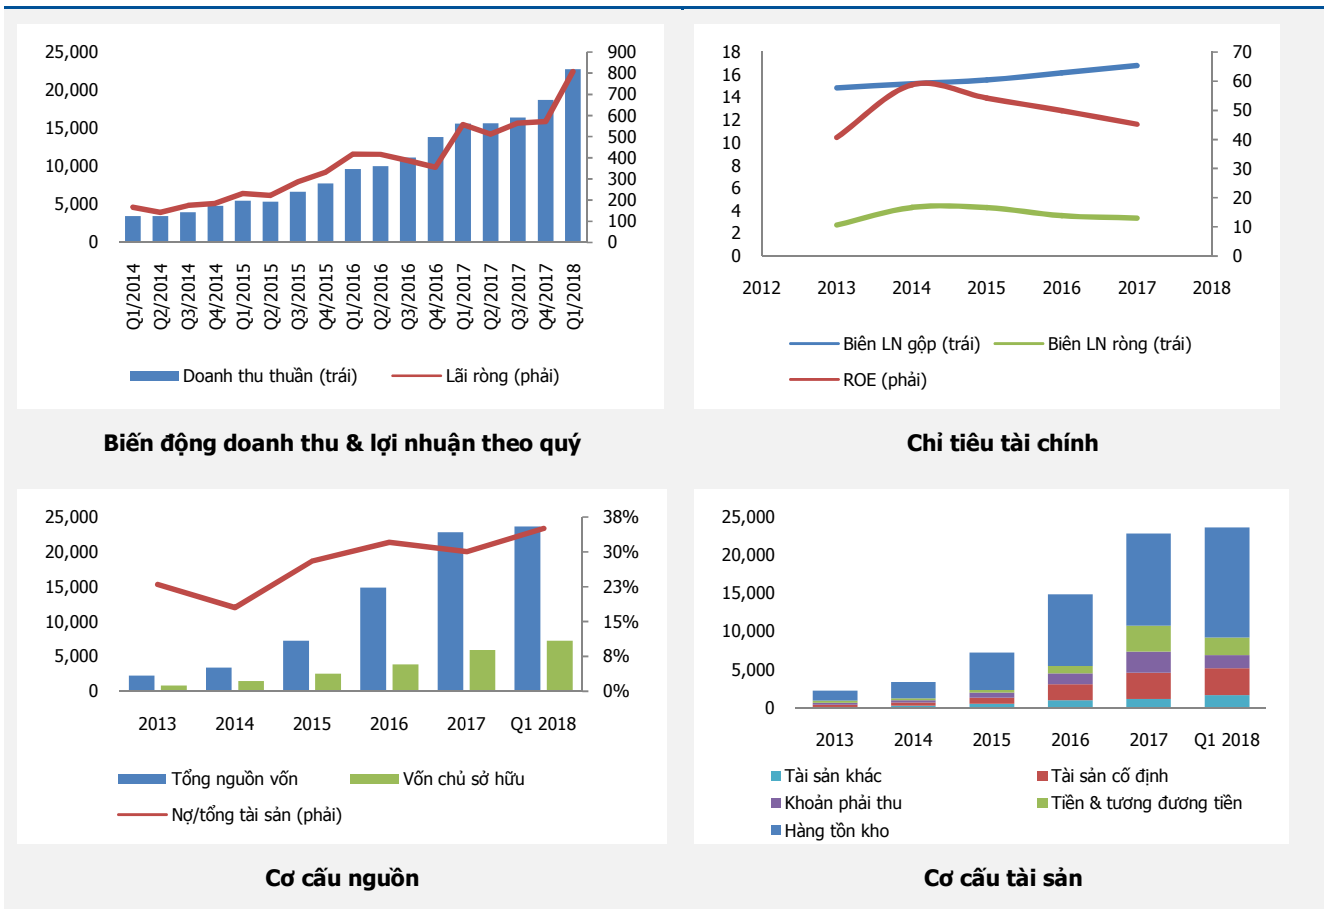 25,000
20,000
15,000
10,000
5,000
0
900
800
700
600
500
400
300
200
100
0
Q1/2014
Q2/2014
Q3/2014
Q4/2014
Q1/2015
Q2/2015
Q3/2015
Q4/2015
Q1/2016
Q2/2016
Q3/2016
Q4/2016
Q1/2017
Q2/2017
Q3/2017
Q4/2017
Q1/2018
Doanh thu thuần (trái) Lãi ròng (phải)
Biến động doanh thu & lợi nhuận theo quý
18
16
14
12
10
8
6
4
2
0
70
60
50
40
30
20
10
0
2012 2013 2014 2015 2016 2017 2018
Biên LN gộp (trái) Biên LN ròng (trái)
ROE (phải)
Chỉ tiêu tài chính
25,000
20,000
15,000
10,000
5,000
0
38%
30%
23%
15%
8%
0%
2013 2014 2015 2016 2017 Q1 2018
Tổng nguồn vốn Vốn chủ sở hữu
Nợ/tổng tài sản (phải)
Cơ cấu nguồn
25,000
20,000
15,000
10,000
5,000
0
2013 2014 2015 2016 2017 Q1 2018
Tài sản khác Tài sản cố định
Khoản phải thu Tiền & tương đương tiền
Hàng tồn kho
Cơ cấu tài sản